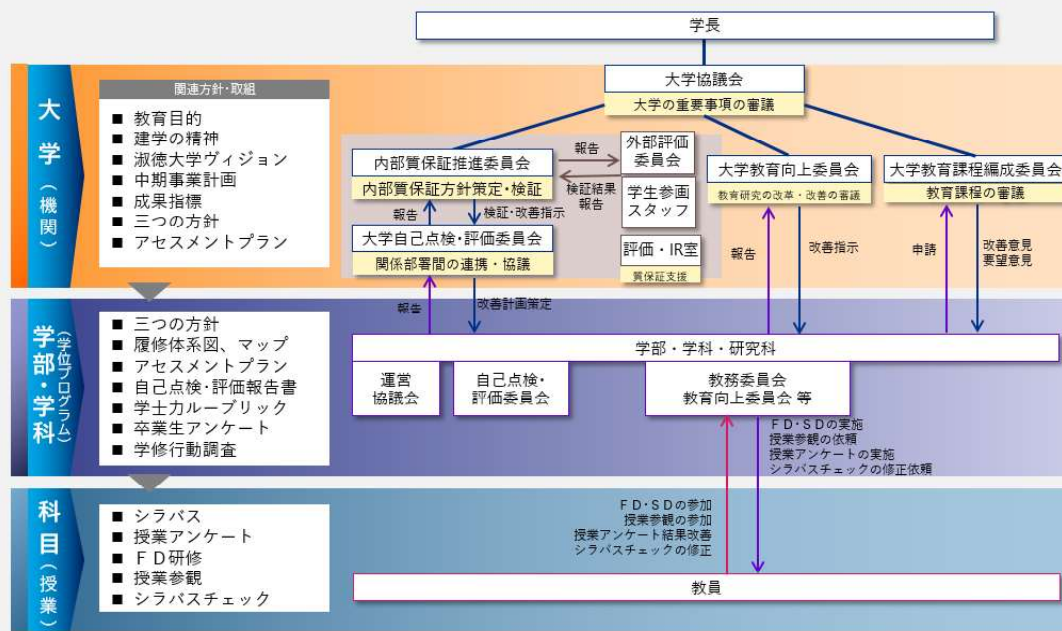 学長
大学
（機関）
関連方針・取組
■ 教育目的
■ 建学の精神
■ 淑徳大学ヴィジョン
■ 中期事業計画
■ 成果指標
■ 三つの方針
■ アセスメントプラン
大学協議会
大学の重要事項の審議
内部質保証推進委員会
内部質保証方針策定・検証
報告
検証結果
報告
外部評価
委員会
学生参画
スタッフ
評価・IR室
質保証支援
報告
検証・改善指示
大学自己点検・評価委員会
関係部署間の連携・協議
大学教育向上委員会
教育研究の改革・改善の審議
大学教育課程編成委員会
教育課程の審議
報告
改善計画策定
報告
改善指示
申請
改善意見
要望意見
学部・学科
（学位プログラム）
■ 三つの方針
■ 履修体系図、マップ
■ アセスメントプラン
■ 自己点検・評価報告書
■ 学士力ルーブリック
■ 卒業生アンケート
■ 学修行動調査
学部・学科・研究科
運営
協議会
自己点検・
評価委員会
教務委員会
教育向上委員会 等
ＦＤ・ＳＤの実施
授業参観の依頼
授業アンケートの実施
シラバスチェックの修正依頼
科目
（授業）
■ シラバス
■ 授業アンケート
■ ＦＤ研修
■ 授業参観
■ シラバスチェック
ＦＤ・ＳＤの参加
授業参観の参加
授業アンケート結果改善
シラバスチェックの修正
教員